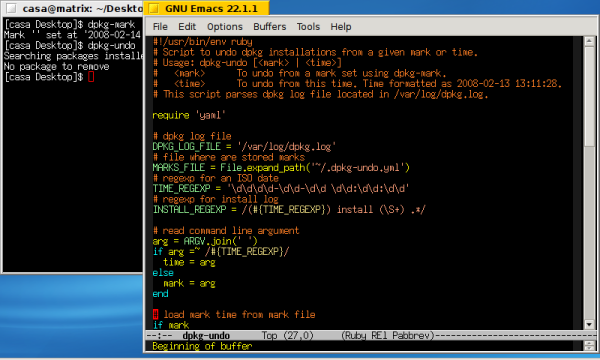 casa@matrix: ~/Deskto
[casa Desktop]$ dpkg-mark
Mark '' set at '2008-02-14
[casa Desktop]$ dpkg-undo
Searching packages installe
No package to remove
[casa Desktop]$
GNU Emacs 22.1.1
File Edit Options Buffers Tools Help
#!/usr/bin/env ruby
# Script to undo dpkg installations from a given mark or time.
# Usage: dpkg-undo [<mark> | <time>]
#   <mark>      To undo from a mark set using dpkg-mark.
#   <time>      To undo from this time. Time formatted as 2008-02-13 13:11:28.
# This script parses dpkg log file located in /var/log/dpkg.log.
require 'yaml'
# dpkg log file
DPKG_LOG_FILE = '/var/log/dpkg.log'
# file where are stored marks
MARKS_FILE = File.expand_path('~/.dpkg-undo.yml')
# regexp for an ISO date
TIME_REGEXP = '\d\d\d\d-\d\d-\d\d \d\d:\d\d:\d\d'
# regexp for install log
INSTALL_REGEXP = /(#{TIME_REGEXP}) install (\S+) .*/
# read command line argument
arg = ARGV.join(' ')
if arg =~ /#{TIME_REGEXP}/
  time = arg
else
  mark = arg
end
# load mark time from mark file
if mark
--:--  dpkg-undo      Top (27,0)     (Ruby REl Pabbrev)
Beginning of buffer